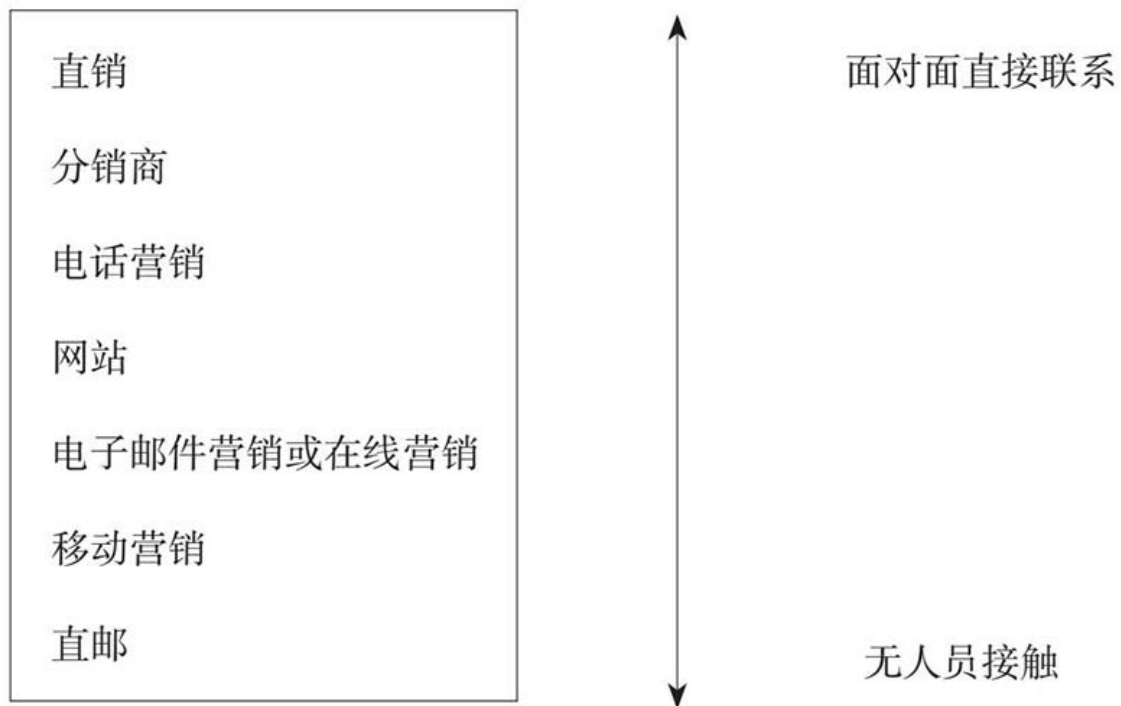 直销
面对面直接联系
分销商
电话营销
网站
电子邮件营销或在线营销
移动营销
直邮
无人员接触